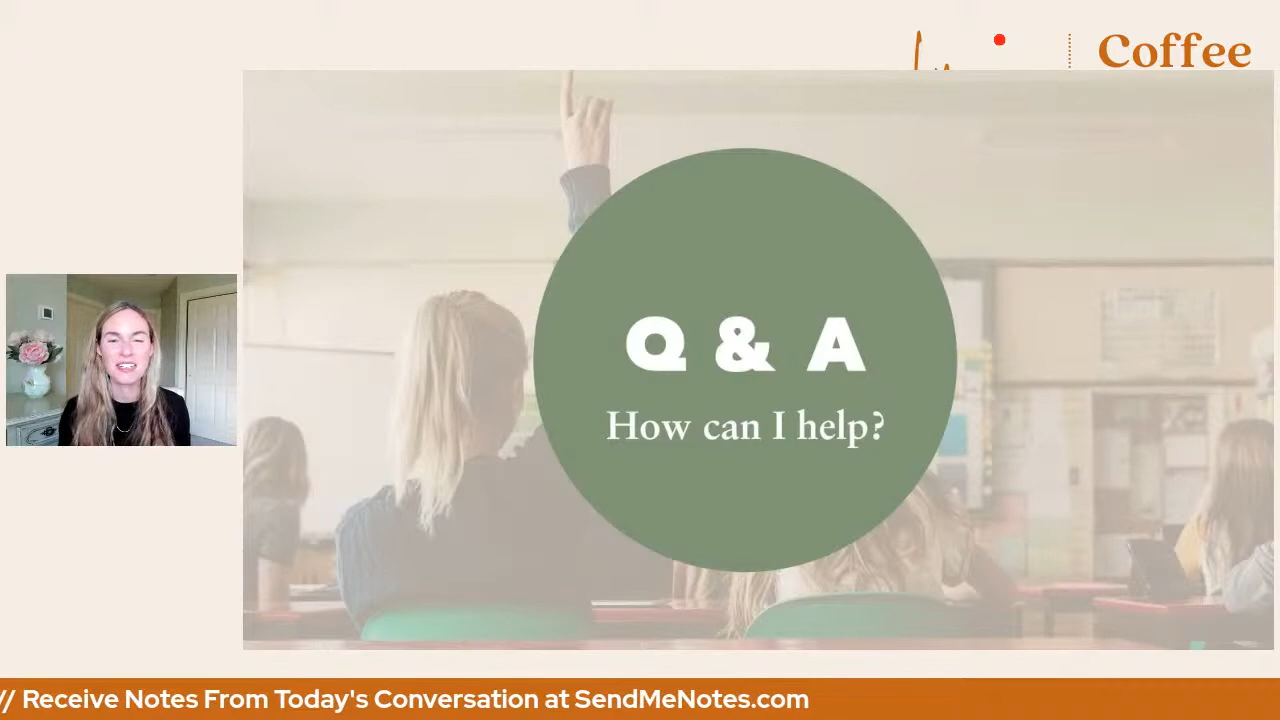 Coffee
Q & A
How can I help?
// Receive Notes From Today's Conversation at SendMeNotes.com